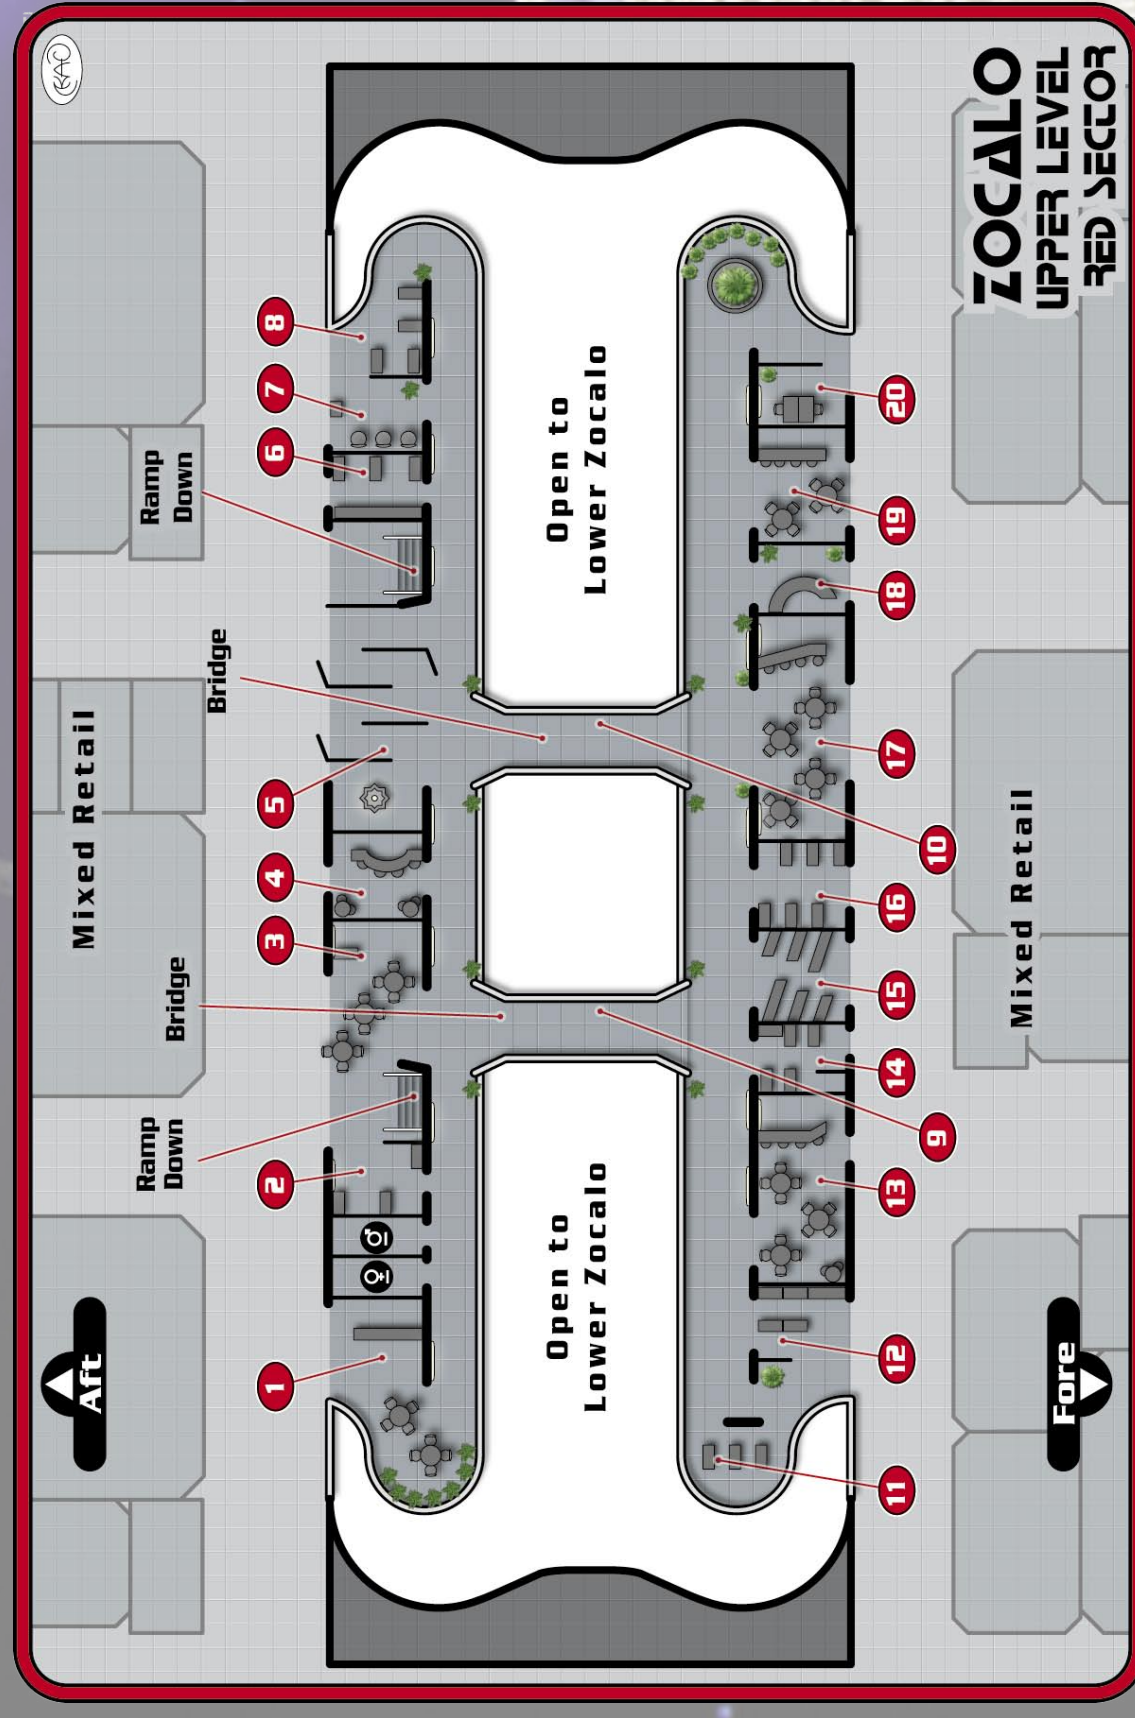 KAC
ZOCALO
UPPER LEVEL
RED SECTOR
Mixed Retail
Aft
Ramp
Down
Bridge
Bridge
Ramp
Down
1
2
3
4
5
6
7
8
Open to
Lower Zocalo
Open to
Lower Zocalo
9
10
11
12
13
14
15
16
17
18
19
20
Mixed Retail
Fore